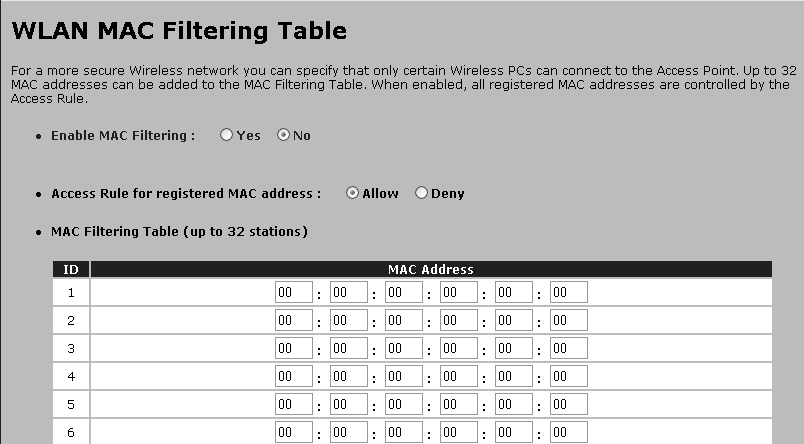 WLAN MAC Filtering Table
For a more secure Wireless network you can specify that only certain Wireless PCs can connect to the Access Point. Up to 32
MAC addresses can be added to the MAC Filtering Table. When enabled, all registered MAC addresses are controlled by the
Access Rule.
• Enable MAC Filtering : Yes No
• Access Rule for registered MAC address : Allow Deny
• MAC Filtering Table (up to 32 stations)
ID MAC Address
1 00 : 00 : 00 : 00 : 00 : 00
2 00 : 00 : 00 : 00 : 00 : 00
3 00 : 00 : 00 : 00 : 00 : 00
4 00 : 00 : 00 : 00 : 00 : 00
5 00 : 00 : 00 : 00 : 00 : 00
6 00 : 00 : 00 : 00 : 00 : 00